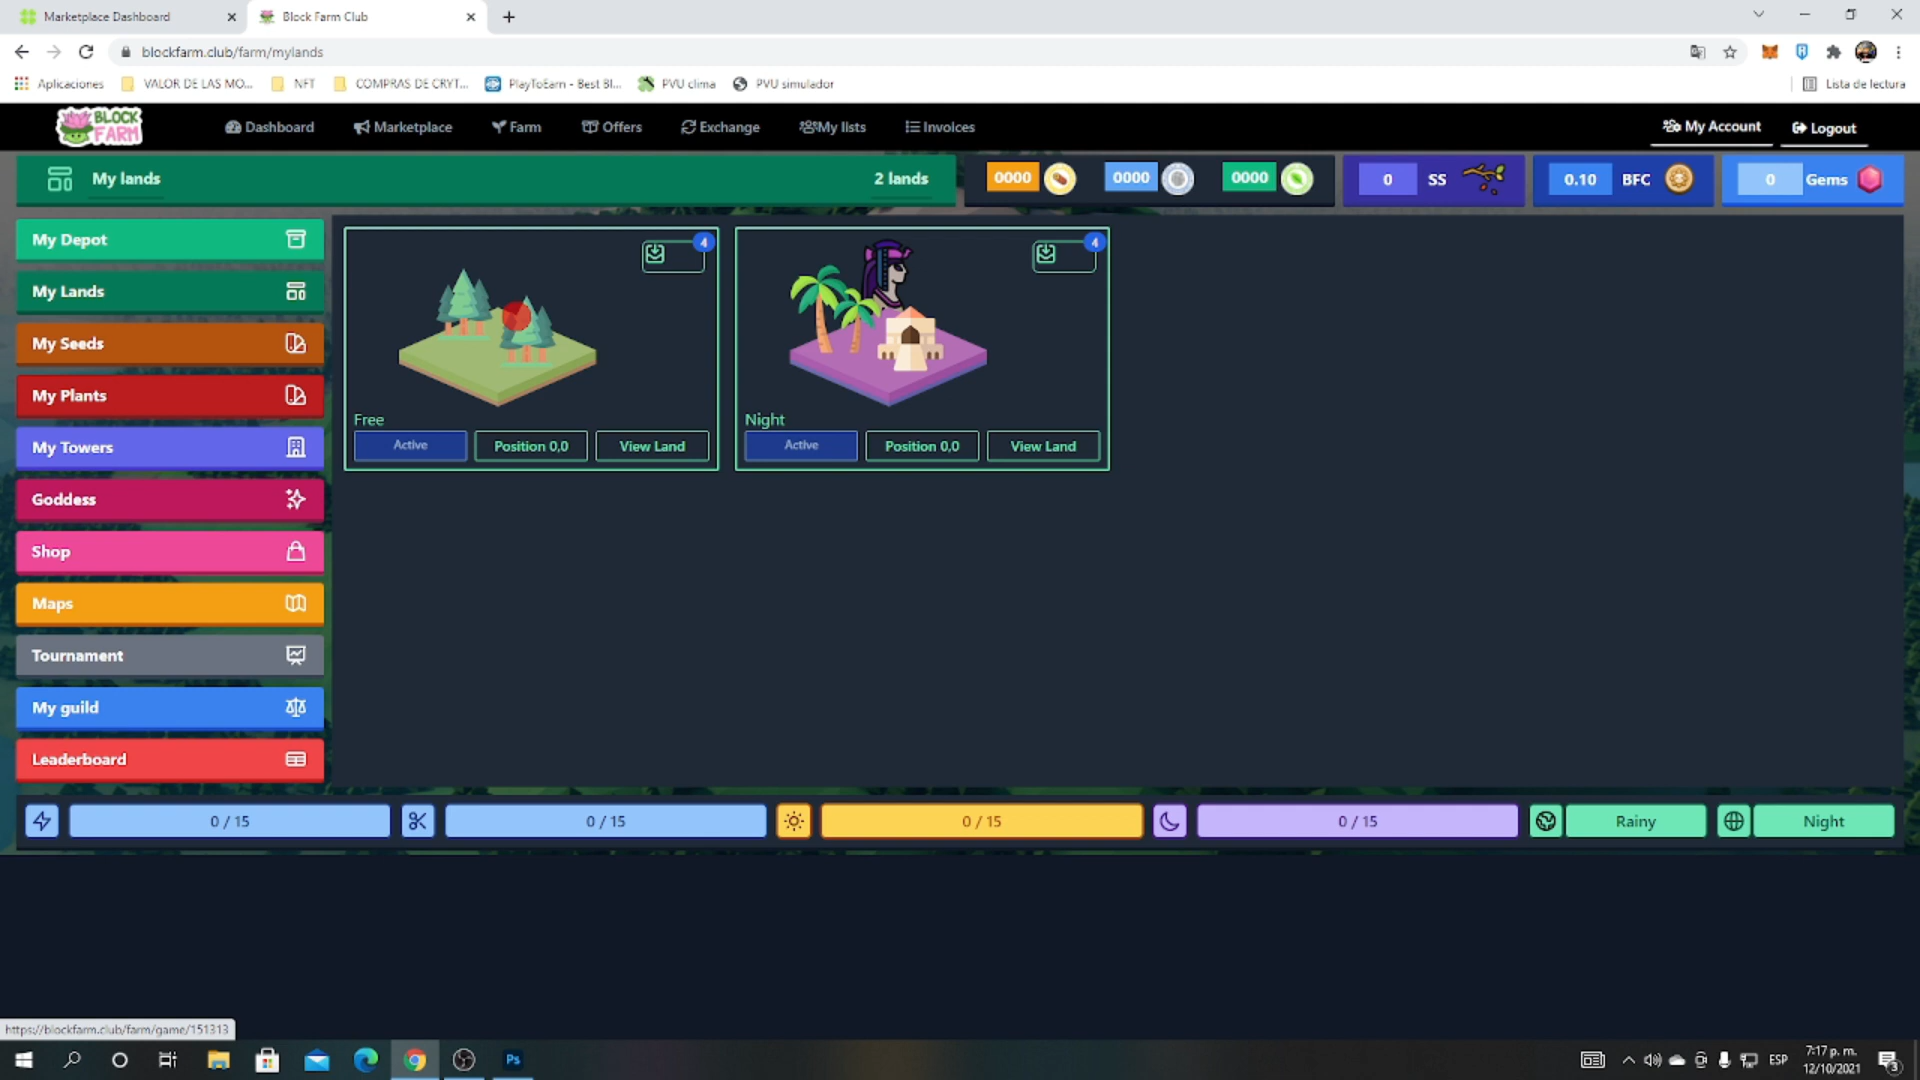 Marketplace Dashboard
Block Farm Club
blockfarm.club/farm/mylands
Aplicaciones
VALOR DE LAS MO...
NFT
COMPRAS DE CRYT...
PlayToEarn - Best Bl...
PVU clima
PVU simulador
Lista de lectura
BLOCK
FARM
Dashboard
Marketplace
Farm
Offers
Exchange
My lists
Invoices
My Account
Logout
My lands
2 lands
0000
0000
0000
0 SS
0.10 BFC
0 Gems
My Depot
My Lands
My Seeds
My Plants
My Towers
Goddess
Shop
Maps
Tournament
My guild
Leaderboard
4
Free
Active
Position 0,0
View Land
4
Night
Active
Position 0,0
View Land
0 / 15
0 / 15
0 / 15
0 / 15
Rainy
Night
https://blockfarm.club/farm/game/151313
Ps
ESP
7:17 p. m.
12/10/2021
3